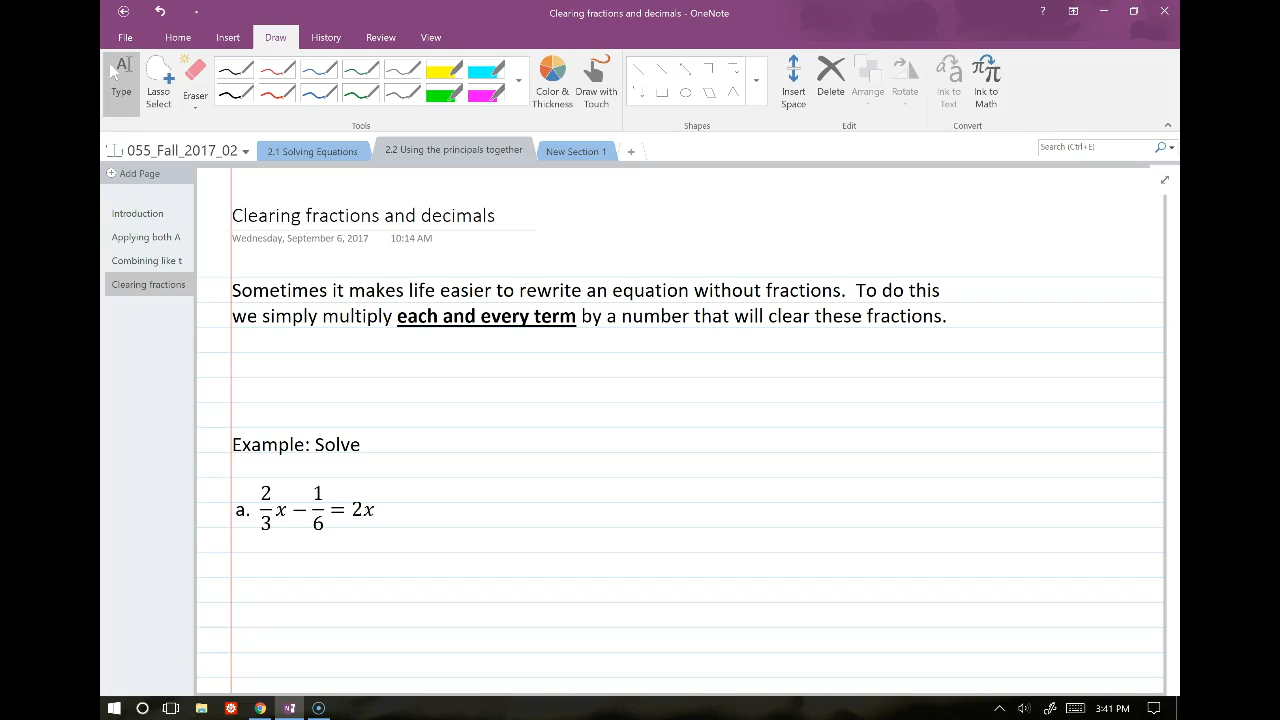 Clearing fractions and decimals - OneNote
File Home Insert Draw History Review View
Type
Lasso Select
Eraser
Color & Thickness
Draw with Touch
Insert Space
Delete
Arrange
Rotate
Ink to Text
Ink to Math
Tools Shapes Edit Convert
055_Fall_2017_02
2.1 Solving Equations
2.2 Using the principals together
New Section 1
Search (Ctrl+E)
Add Page
Introduction
Applying both A
Combining like t
Clearing fractions
Clearing fractions and decimals
Wednesday, September 6, 2017 10:14 AM
Sometimes it makes life easier to rewrite an equation without fractions. To do this
we simply multiply each and every term by a number that will clear these fractions.
Example: Solve
a. 2/3 x − 1/6 = 2x
3:41 PM